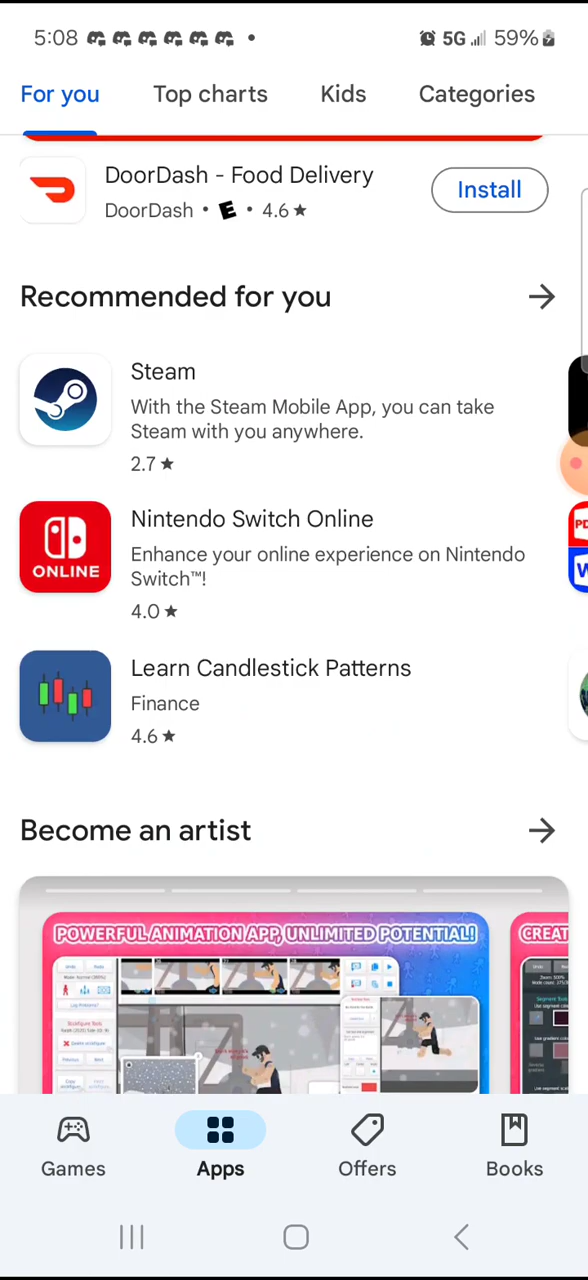 5:08
5G 59%
For you Top charts Kids Categories
DoorDash - Food Delivery
DoorDash • E • 4.6 ★
Install
Recommended for you
Steam
With the Steam Mobile App, you can take
Steam with you anywhere.
2.7 ★
Nintendo Switch Online
Enhance your online experience on Nintendo
Switch™!
4.0 ★
ONLINE
Learn Candlestick Patterns
Finance
4.6 ★
PD
W
Become an artist
POWERFUL ANIMATION APP, UNLIMITED POTENTIAL!
CREAT
Games Apps Offers Books